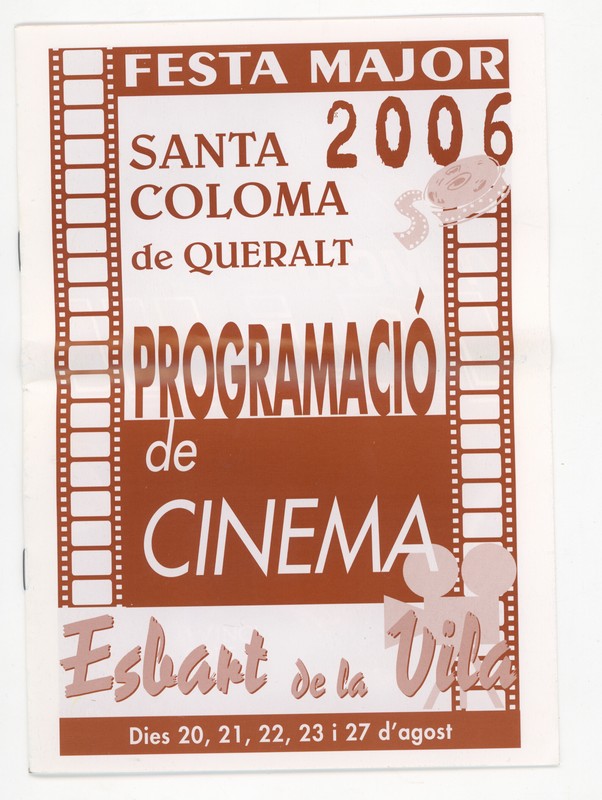 FESTA MAJOR
2006
SANTA
COLOMA
de QUERALT
PROGRAMACIÓ
de
CINEMA
Esbart de la Vila
Dies 20, 21, 22, 23 i 27 d'agost